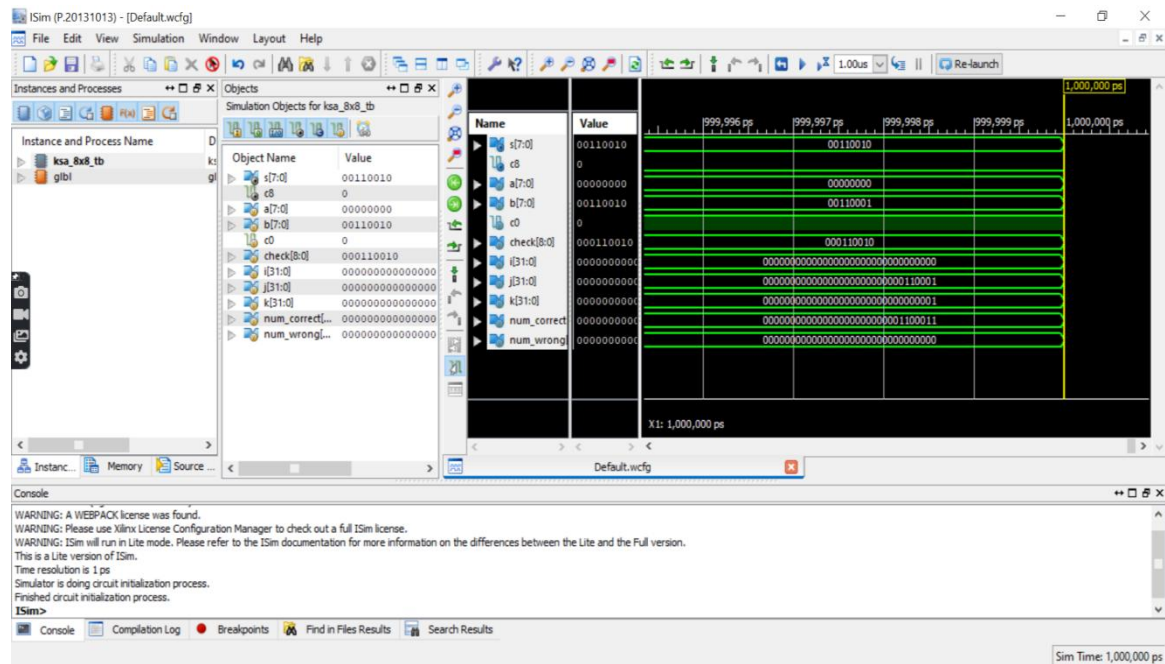 ISim (P.20131013) - [Default.wcfg]
File Edit View Simulation Window Layout Help
1.00us Re-launch
Instances and Processes
Instance and Process Name D
ksa_8x8_tb ks
glbl gl
Instanc... Memory Source ...
Objects
Simulation Objects for ksa_8x8_tb
Object Name Value
s[7:0] 00110010
c8 0
a[7:0] 00000000
b[7:0] 00110010
c0 0
check[8:0] 000110010
i[31:0] 000000000000000
j[31:0] 000000000000000
k[31:0] 000000000000000
num_correct[... 000000000000000
num_wrong[... 000000000000000
1,000,000 ps
Name Value 999,996 ps 999,997 ps 999,998 ps 999,999 ps 1,000,000 ps
s[7:0] 00110010 00110010
c8 0
a[7:0] 00000000 00000000
b[7:0] 00110010 00110001
c0 0
check[8:0] 000110010 000110010
i[31:0] 0000000000 00000000000000000000000000000000
j[31:0] 0000000000 00000000000000000000000000110001
k[31:0] 0000000000 00000000000000000000000000000001
num_correct 0000000000 00000000000000000000000001100011
num_wrong[ 0000000000 00000000000000000000000000000000
X1: 1,000,000 ps
Default.wcfg
Console
WARNING: A WEBPACK license was found.
WARNING: Please use Xilinx License Configuration Manager to check out a full ISim license.
WARNING: ISim will run in Lite mode. Please refer to the ISim documentation for more information on the differences between the Lite and the Full version.
This is a Lite version of ISim.
Time resolution is 1 ps
Simulator is doing circuit initialization process.
Finished circuit initialization process.
ISim>
Console Compilation Log Breakpoints Find in Files Results Search Results
Sim Time: 1,000,000 ps